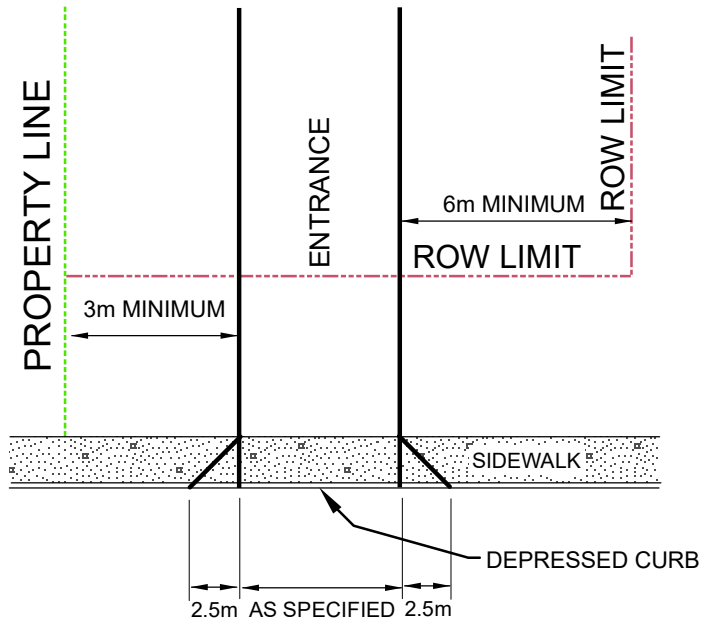 PROPERTY LINE
ENTRANCE
ROW LIMIT
6m MINIMUM
ROW LIMIT
3m MINIMUM
SIDEWALK
DEPRESSED CURB
2.5m AS SPECIFIED 2.5m